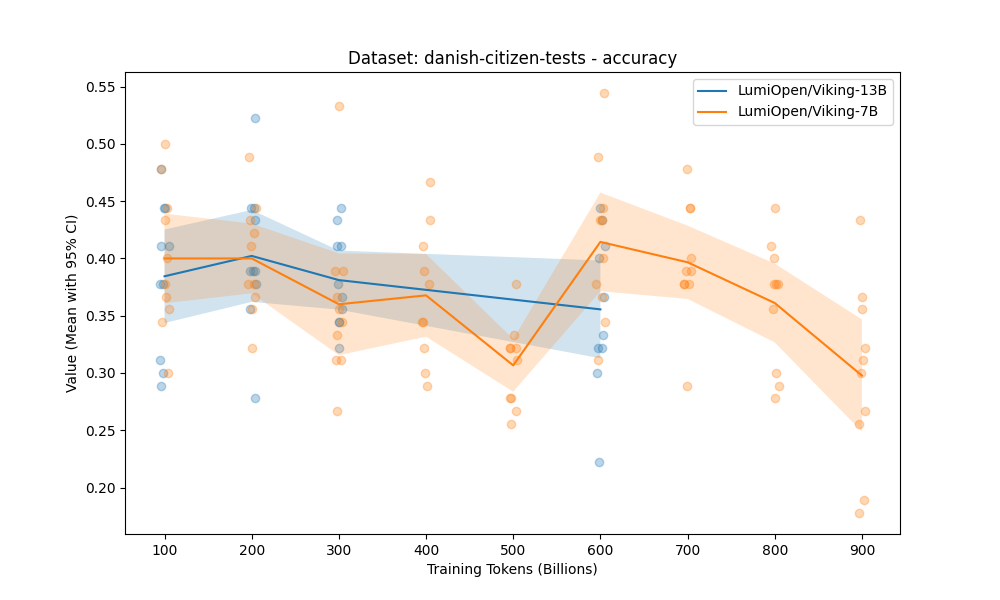 Dataset: danish-citizen-tests - accuracy
LumiOpen/Viking-13B
LumiOpen/Viking-7B
Value (Mean with 95% CI)
0.55
0.50
0.45
0.40
0.35
0.30
0.25
0.20
100 200 300 400 500 600 700 800 900
Training Tokens (Billions)